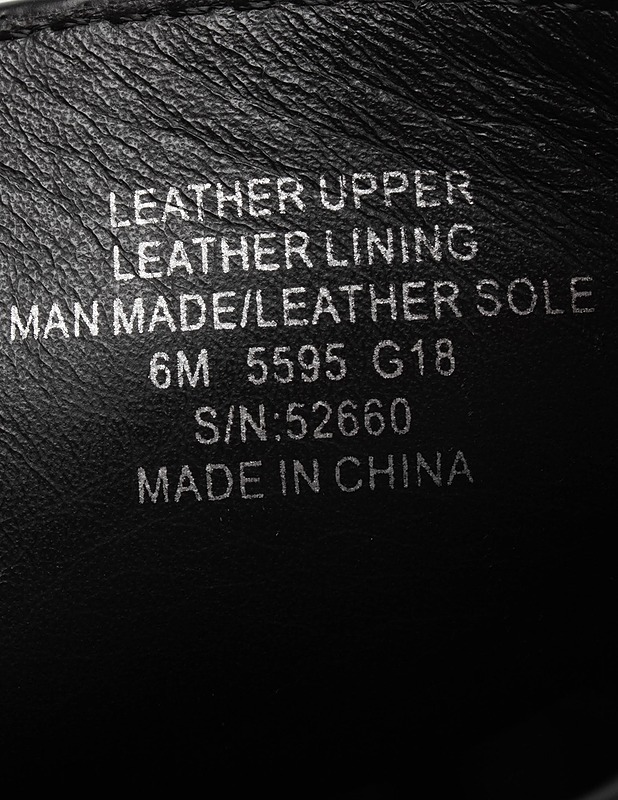 LEATHER UPPER
LEATHER LINING
MAN MADE/LEATHER SOLE
6M 5595 G18
S/N:52660
MADE IN CHINA